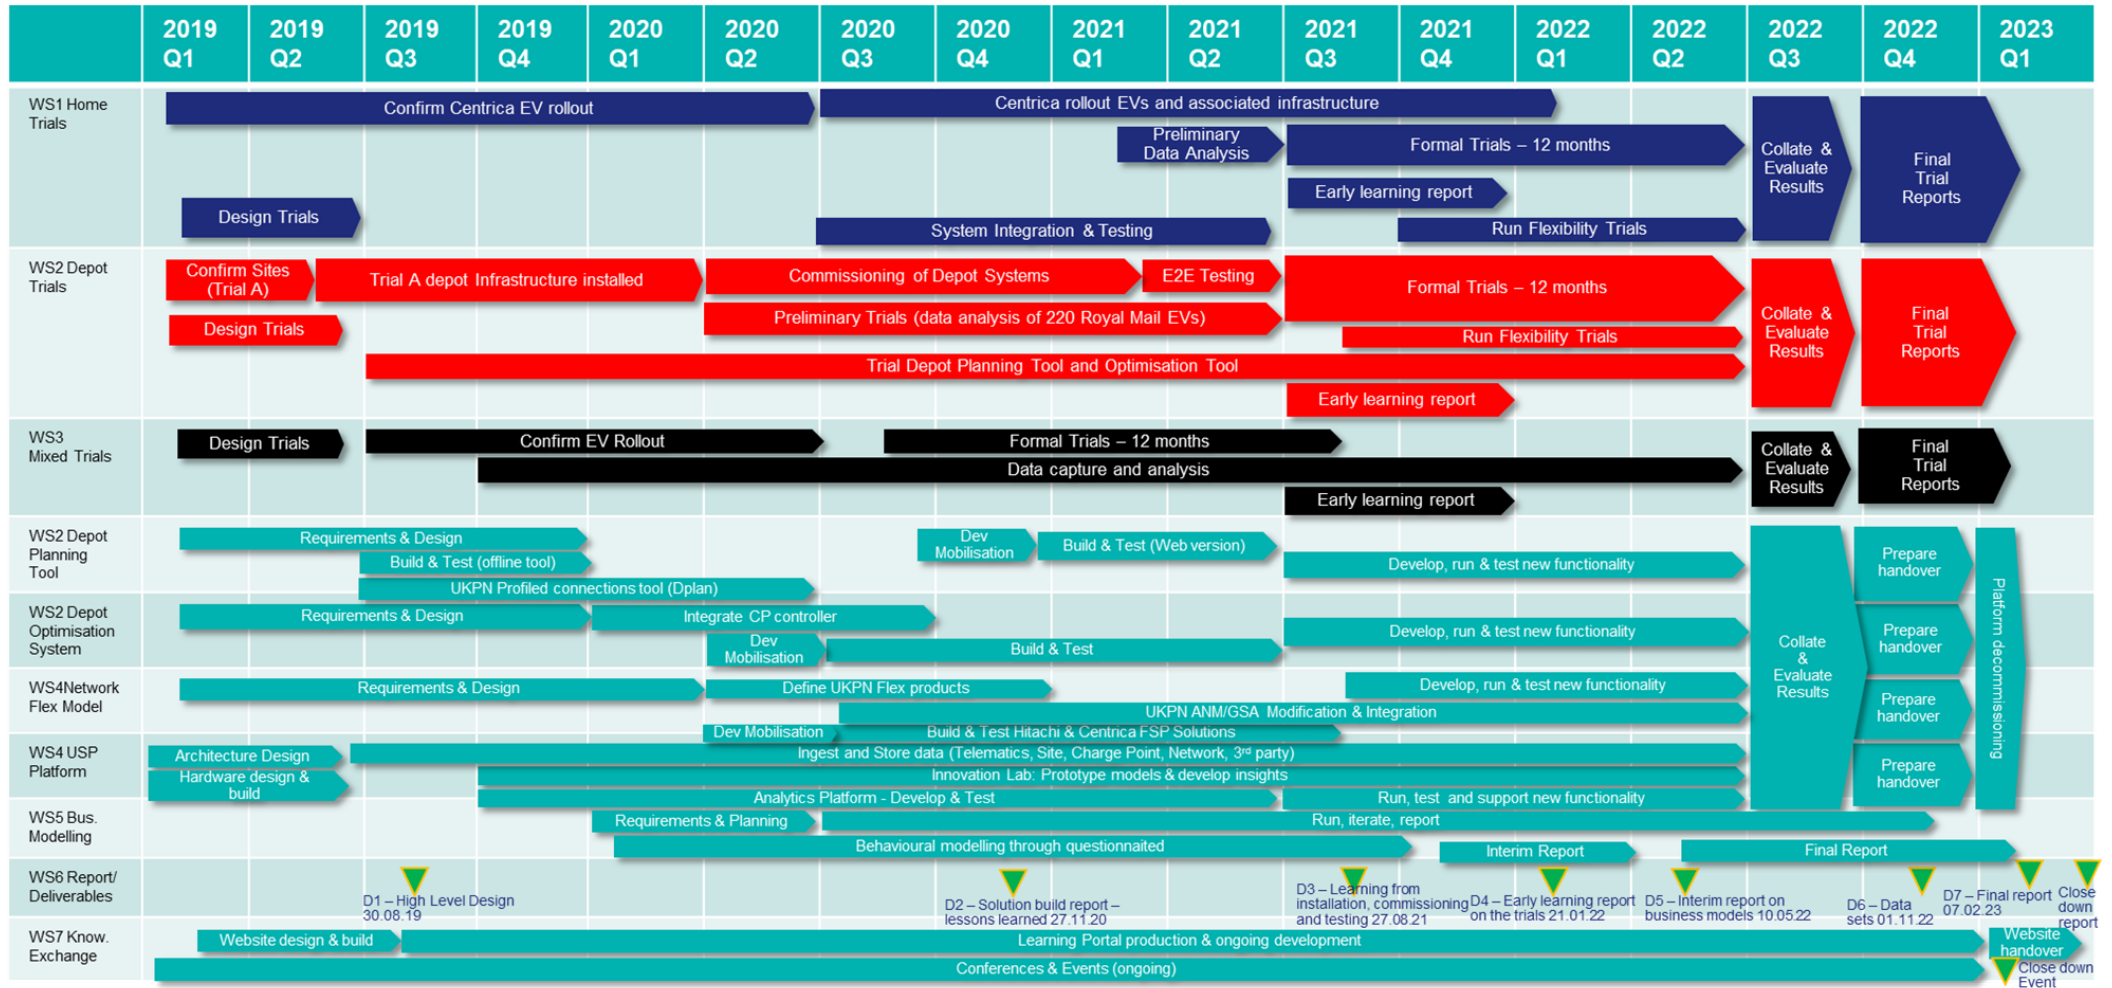 2019 Q1
2019 Q2
2019 Q3
2019 Q4
2020 Q1
2020 Q2
2020 Q3
2020 Q4
2021 Q1
2021 Q2
2021 Q3
2021 Q4
2022 Q1
2022 Q2
2022 Q3
2022 Q4
2023 Q1
WS1 Home
Trials
Confirm Centrica EV rollout
Centrica rollout EVs and associated infrastructure
Preliminary
Data Analysis
Formal Trials – 12 months
Early learning report
Design Trials
System Integration & Testing
Run Flexibility Trials
Collate &
Evaluate
Results
Final
Trial
Reports
WS2 Depot
Trials
Confirm Sites
(Trial A)
Trial A depot Infrastructure installed
Commissioning of Depot Systems
E2E Testing
Formal Trials – 12 months
Design Trials
Preliminary Trials (data analysis of 220 Royal Mail EVs)
Run Flexibility Trials
Trial Depot Planning Tool and Optimisation Tool
Early learning report
Collate &
Evaluate
Results
Final
Trial
Reports
WS3
Mixed Trials
Design Trials
Confirm EV Rollout
Formal Trials – 12 months
Data capture and analysis
Early learning report
Collate &
Evaluate
Results
Final
Trial
Reports
WS2 Depot
Planning
Tool
Requirements & Design
Build & Test (offline tool)
UKPN Profiled connections tool (Dplan)
Dev
Mobilisation
Build & Test (Web version)
Develop, run & test new functionality
Prepare
handover
WS2 Depot
Optimisation
System
Requirements & Design
Integrate CP controller
Dev
Mobilisation
Build & Test
Develop, run & test new functionality
Collate
&
Evaluate
Results
Prepare
handover
Platform decommissioning
WS4Network
Flex Model
Requirements & Design
Define UKPN Flex products
Develop, run & test new functionality
UKPN ANM/GSA Modification & Integration
Dev Mobilisation
Build & Test Hitachi & Centrica FSP Solutions
Prepare
handover
WS4 USP
Platform
Architecture Design
Ingest and Store data (Telematics, Site, Charge Point, Network, 3rd party)
Hardware design &
build
Innovation Lab: Prototype models & develop insights
Analytics Platform - Develop & Test
Run, test and support new functionality
Prepare
handover
WS5 Bus.
Modelling
Requirements & Planning
Run, iterate, report
Behavioural modelling through questionnaited
Interim Report
Final Report
WS6 Report/
Deliverables
D1 – High Level Design
30.08.19
D2 – Solution build report –
lessons learned 27.11.20
D3 – Learning from
installation, commissioning
and testing 27.08.21
D4 – Early learning report
on the trials 21.01.22
D5 – Interim report on
business models 10.05.22
D6 – Data
sets 01.11.22
D7 – Final report
07.02.23
Close
down
report
WS7 Know.
Exchange
Website design & build
Learning Portal production & ongoing development
Website
handover
Conferences & Events (ongoing)
Close down
Event